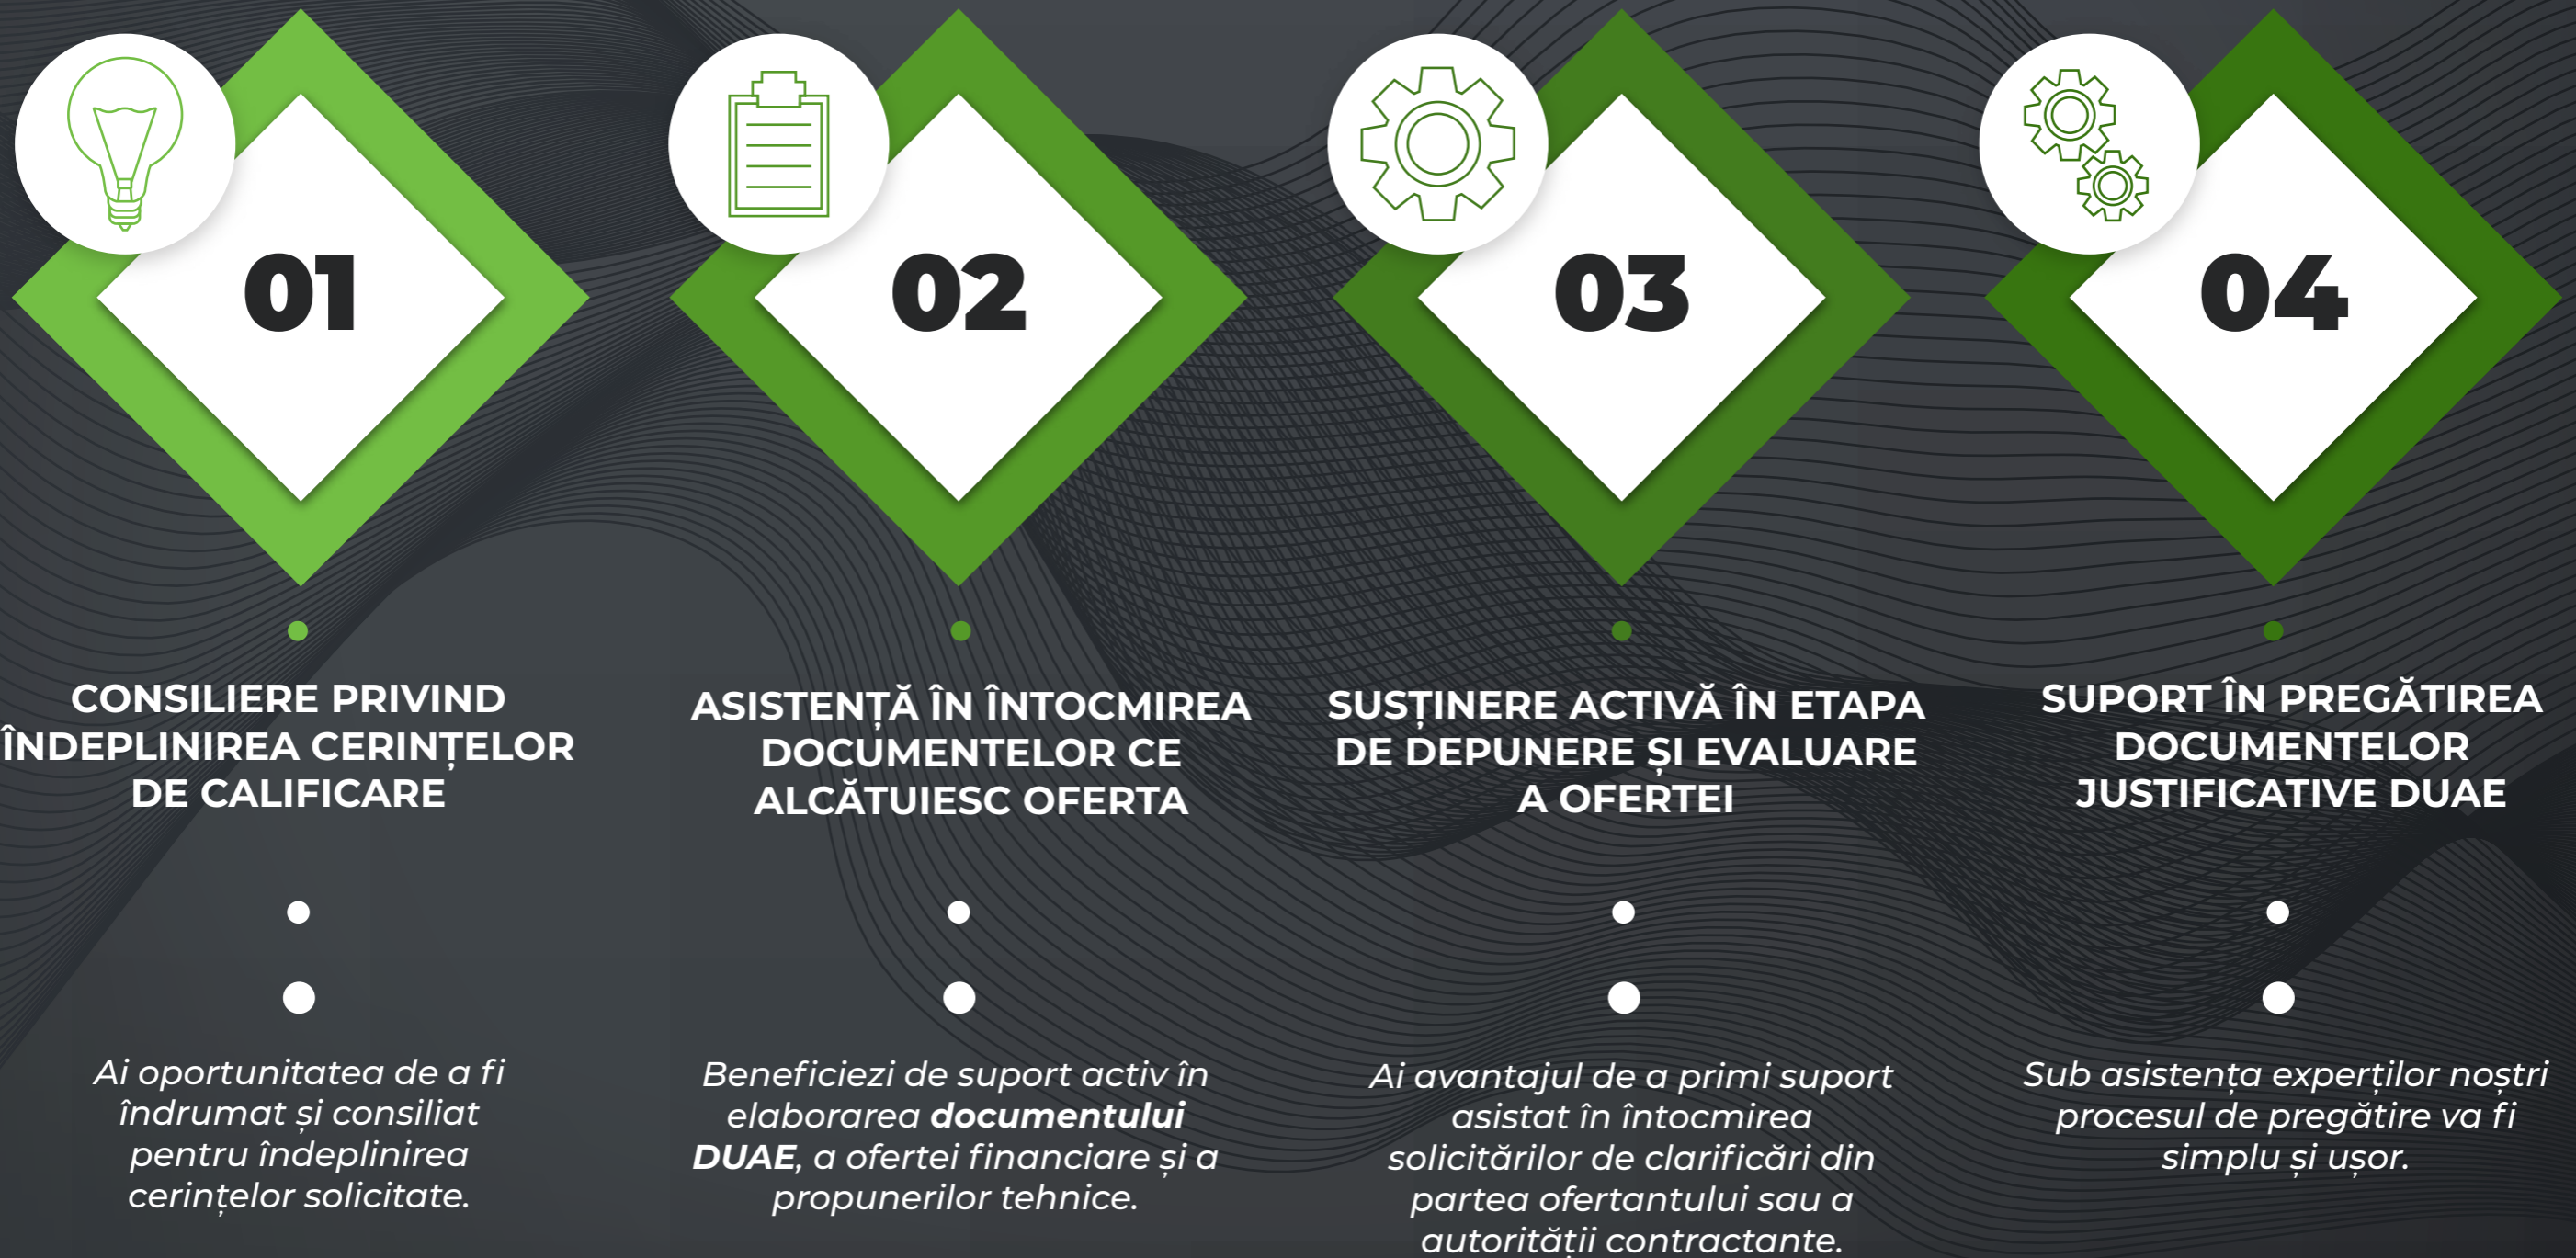 01
CONSILIERE PRIVIND
ÎNDEPLINIREA CERINȚELOR
DE CALIFICARE
Ai oportunitatea de a fi
îndrumat și consiliat
pentru îndeplinirea
cerințelor solicitate.
02
ASISTENȚĂ ÎN ÎNTOCMIREA
DOCUMENTELOR CE
ALCĂTUIESC OFERTA
Beneficiezi de suport activ în
elaborarea documentului
DUAE, a ofertei financiare și a
propunerilor tehnice.
03
SUSȚINERE ACTIVĂ ÎN ETAPA
DE DEPUNERE ȘI EVALUARE
A OFERTEI
Ai avantajul de a primi suport
asistat în întocmirea
solicitărilor de clarificări din
partea ofertantului sau a
autorității contractante.
04
SUPORT ÎN PREGĂTIREA
DOCUMENTELOR
JUSTIFICATIVE DUAE
Sub asistența experților noștri
procesul de pregătire va fi
simplu și ușor.